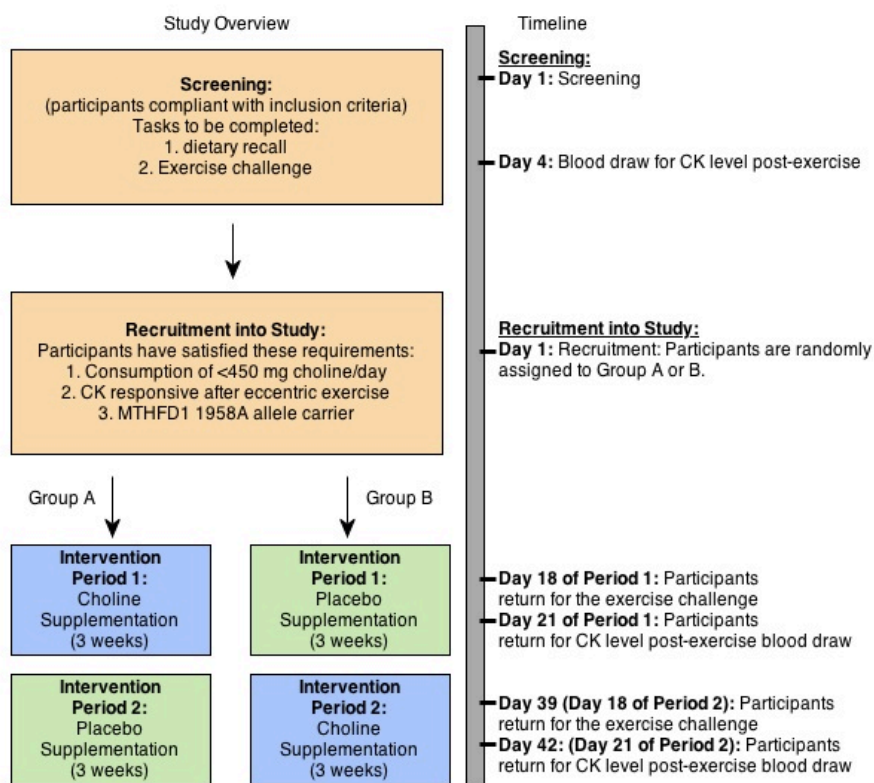 Study Overview
Timeline
Screening:
(participants compliant with inclusion criteria)
Tasks to be completed:
1. dietary recall
2. Exercise challenge
Screening:
Day 1: Screening
Day 4: Blood draw for CK level post-exercise
Recruitment into Study:
Participants have satisfied these requirements:
1. Consumption of <450 mg choline/day
2. CK responsive after eccentric exercise
3. MTHFD1 1958A allele carrier
Recruitment into Study:
Day 1: Recruitment: Participants are randomly
assigned to Group A or B.
Group A
Group B
Intervention
Period 1:
Choline
Supplementation
(3 weeks)
Intervention
Period 1:
Placebo
Supplementation
(3 weeks)
Day 18 of Period 1: Participants
return for the exercise challenge
Day 21 of Period 1: Participants
return for CK level post-exercise blood draw
Intervention
Period 2:
Placebo
Supplementation
(3 weeks)
Intervention
Period 2:
Choline
Supplementation
(3 weeks)
Day 39 (Day 18 of Period 2): Participants
return for the exercise challenge
Day 42: (Day 21 of Period 2): Participants
return for CK level post-exercise blood draw